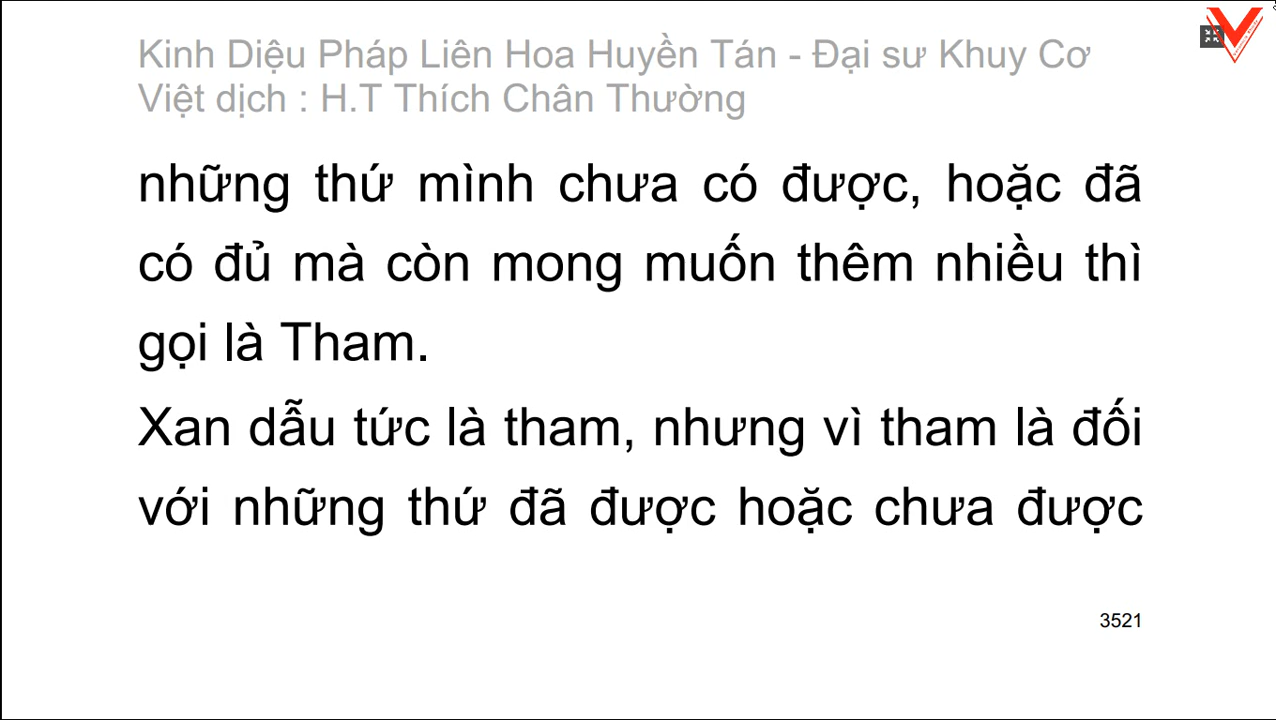 Kinh Diệu Pháp Liên Hoa Huyền Tán - Đại sư Khuy Cơ
Việt dịch : H.T Thích Chân Thường
những thứ mình chưa có được, hoặc đã
có đủ mà còn mong muốn thêm nhiều thì
gọi là Tham.
Xan dẫu tức là tham, nhưng vì tham là đối
với những thứ đã được hoặc chưa được
3521